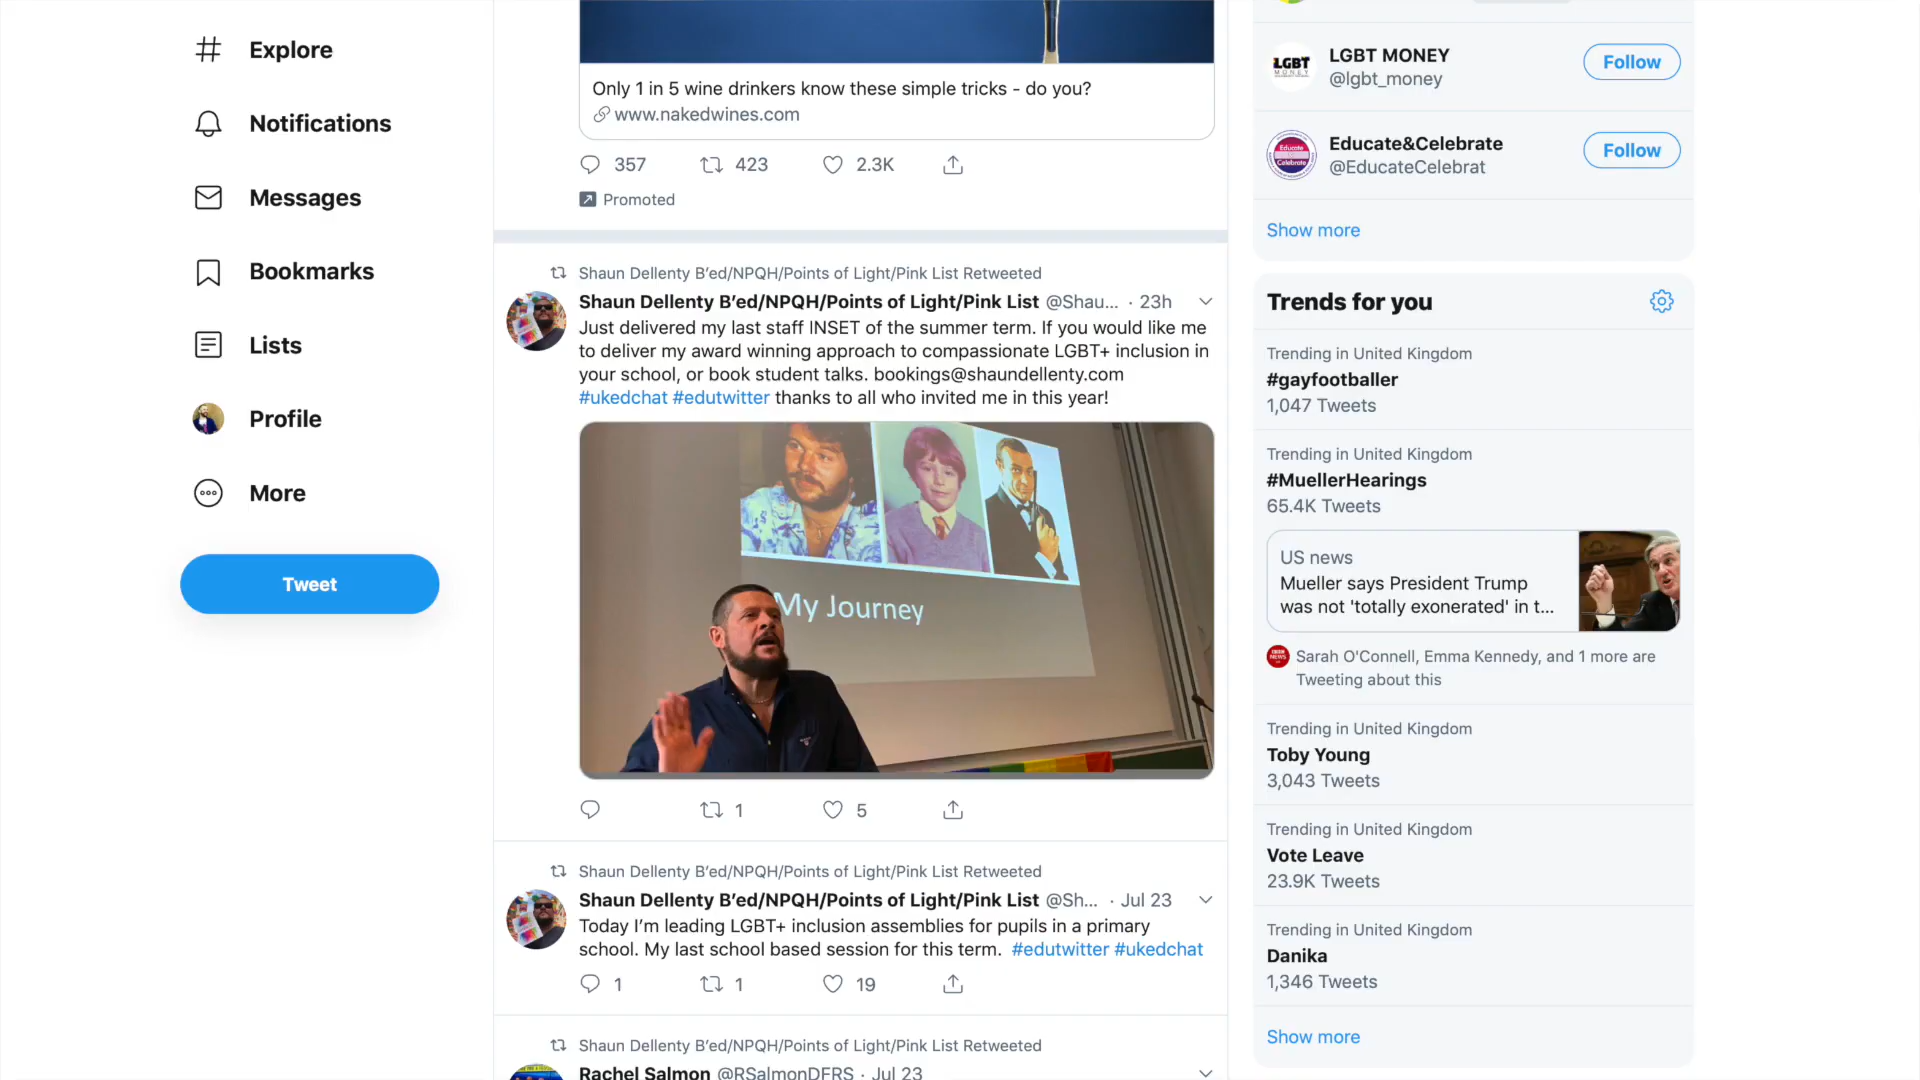 Explore
Notifications
Messages
Bookmarks
Lists
Profile
More
Tweet
Only 1 in 5 wine drinkers know these simple tricks - do you?
www.nakedwines.com
357 423 2.3K
Promoted
Shaun Dellenty B’ed/NPQH/Points of Light/Pink List Retweeted
Shaun Dellenty B’ed/NPQH/Points of Light/Pink List @Shau... · 23h
Just delivered my last staff INSET of the summer term. If you would like me
to deliver my award winning approach to compassionate LGBT+ inclusion in
your school, or book student talks. bookings@shaundellenty.com
#ukedchat #edutwitter thanks to all who invited me in this year!
My Journey
1 5
Shaun Dellenty B’ed/NPQH/Points of Light/Pink List Retweeted
Shaun Dellenty B’ed/NPQH/Points of Light/Pink List @Sh... · Jul 23
Today I’m leading LGBT+ inclusion assemblies for pupils in a primary
school. My last school based session for this term. #edutwitter #ukedchat
1 1 19
Shaun Dellenty B’ed/NPQH/Points of Light/Pink List Retweeted
Rachel Salmon @RSalmonDFRS · Jul 23
LGBT
MONEY
LGBT MONEY
@lgbt_money
Follow
Educate
Celebrate
Educate&Celebrate
@EducateCelebrat
Follow
Show more
Trends for you
Trending in United Kingdom
#gayfootballer
1,047 Tweets
Trending in United Kingdom
#MuellerHearings
65.4K Tweets
US news
Mueller says President Trump
was not 'totally exonerated' in t...
BBC
NEWS
Sarah O'Connell, Emma Kennedy, and 1 more are
Tweeting about this
Trending in United Kingdom
Toby Young
3,043 Tweets
Trending in United Kingdom
Vote Leave
23.9K Tweets
Trending in United Kingdom
Danika
1,346 Tweets
Show more